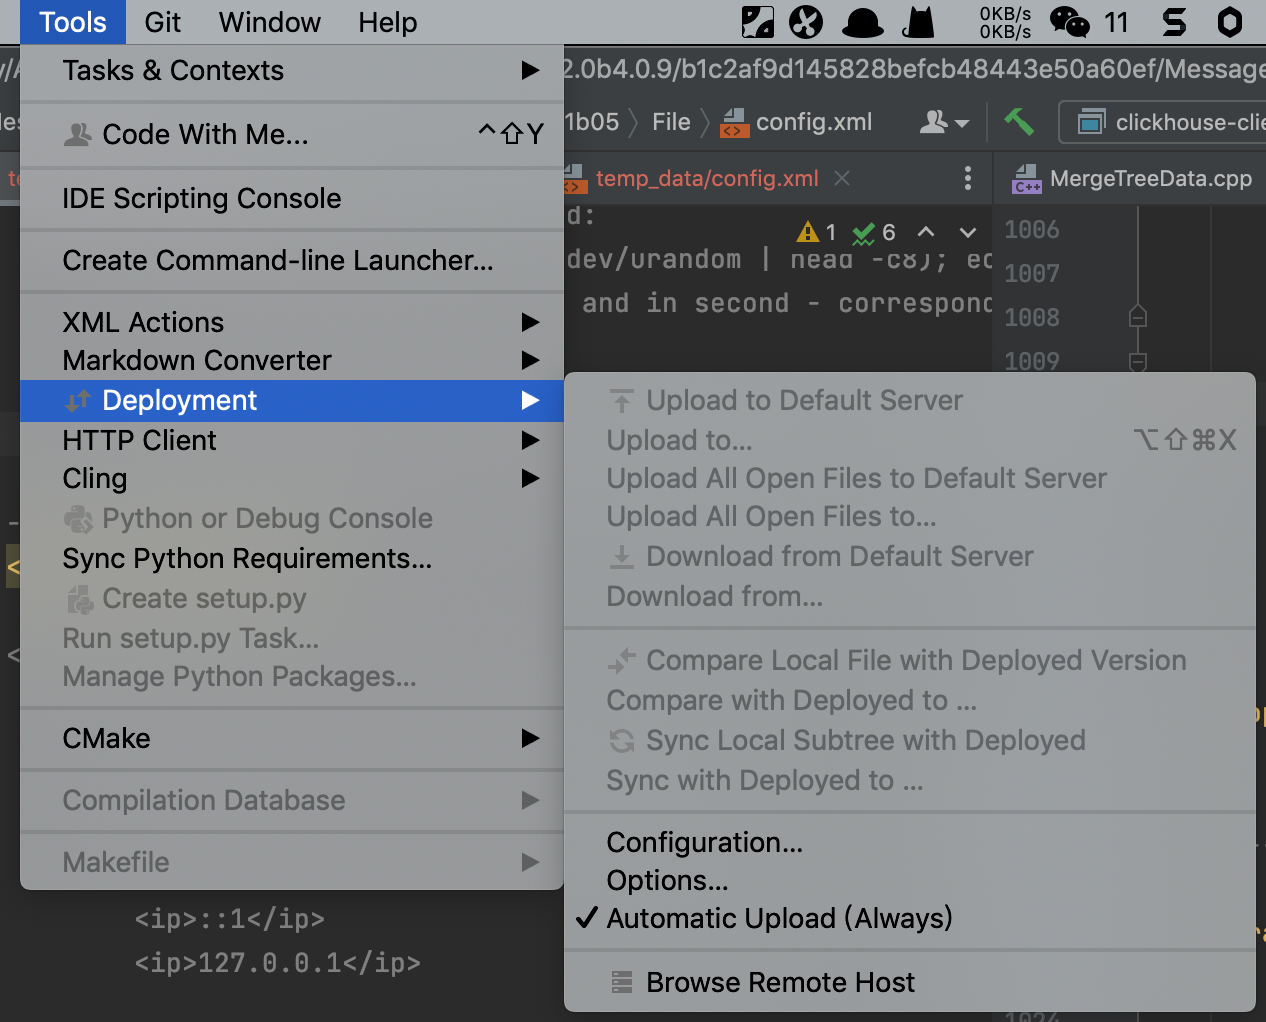 Tools Git Window Help 0KB/s 0KB/s 11
2.0b4.0.9/b1c2af9d145828befcb48443e50a60ef/Message
1b05 File config.xml clickhouse-clie
temp_data/config.xml MergeTreeData.cpp
Tasks & Contexts
Code With Me... ^⇧Y
IDE Scripting Console
Create Command-line Launcher...
XML Actions
Markdown Converter
Deployment
HTTP Client
Cling
Python or Debug Console
Sync Python Requirements...
Create setup.py
Run setup.py Task...
Manage Python Packages...
CMake
Compilation Database
Makefile
d:
1 6
dev/urandom | head -c8); ec
and in second - correspond
1006
1007
1008
1009
Upload to Default Server
Upload to... ⌥⇧⌘X
Upload All Open Files to Default Server
Upload All Open Files to...
Download from Default Server
Download from...
Compare Local File with Deployed Version
Compare with Deployed to ...
Sync Local Subtree with Deployed
Sync with Deployed to ...
Configuration...
Options...
✓ Automatic Upload (Always)
Browse Remote Host
<ip>::1</ip>
<ip>127.0.0.1</ip>
1024